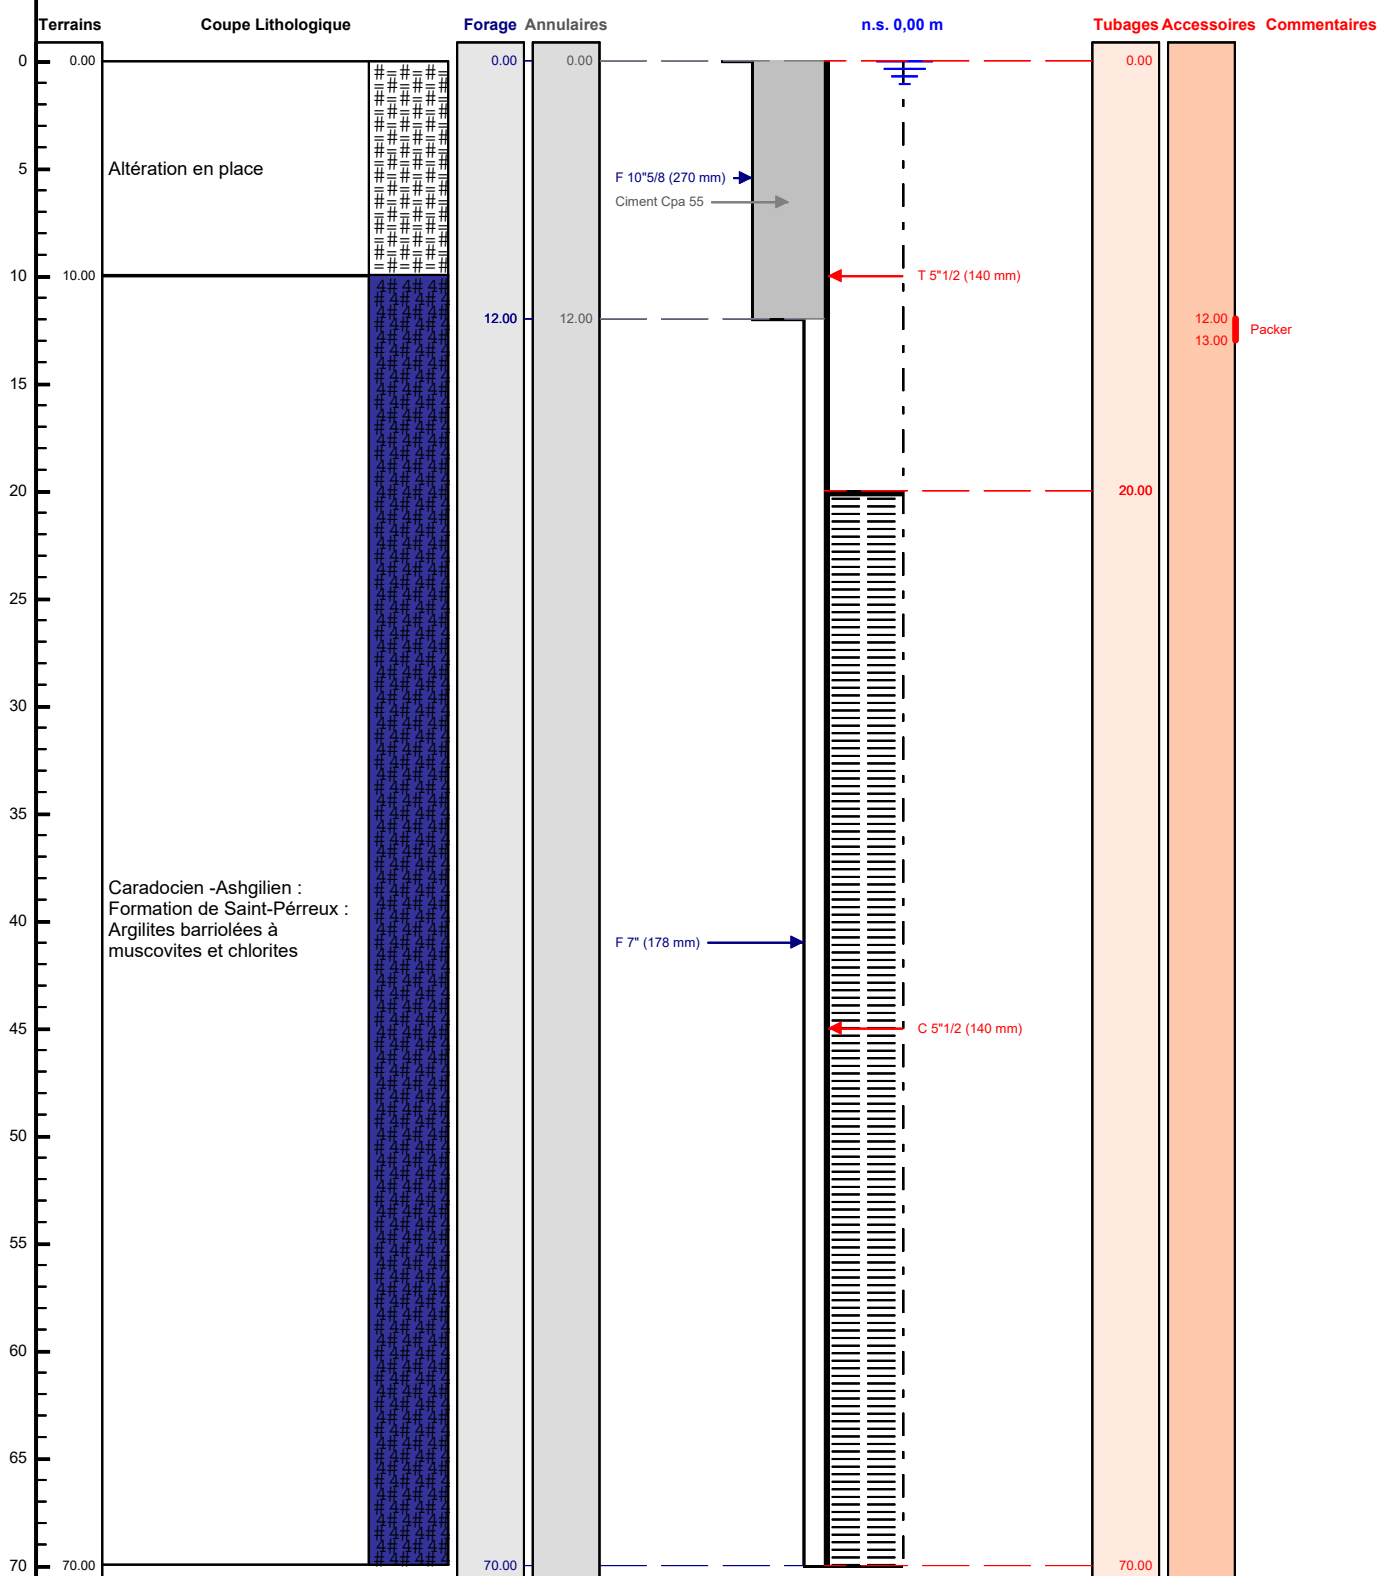 Terrains Coupe Lithologique Forage Annulaires n.s. 0,00 m Tubages Accessoires Commentaires
0 0.00 0.00 0.00 0.00
5 Altération en place
F 10"5/8 (270 mm)
Ciment Cpa 55
10 10.00 T 5"1/2 (140 mm)
12.00 12.00 12.00
Packer
13.00
15
20 20.00
25
30
35
Caradocien -Ashgilien :
Formation de Saint-Pérreux :
40 Argilites barriolées à
muscovites et chlorites
F 7" (178 mm)
45 C 5"1/2 (140 mm)
50
55
60
65
70 70.00 70.00 70.00